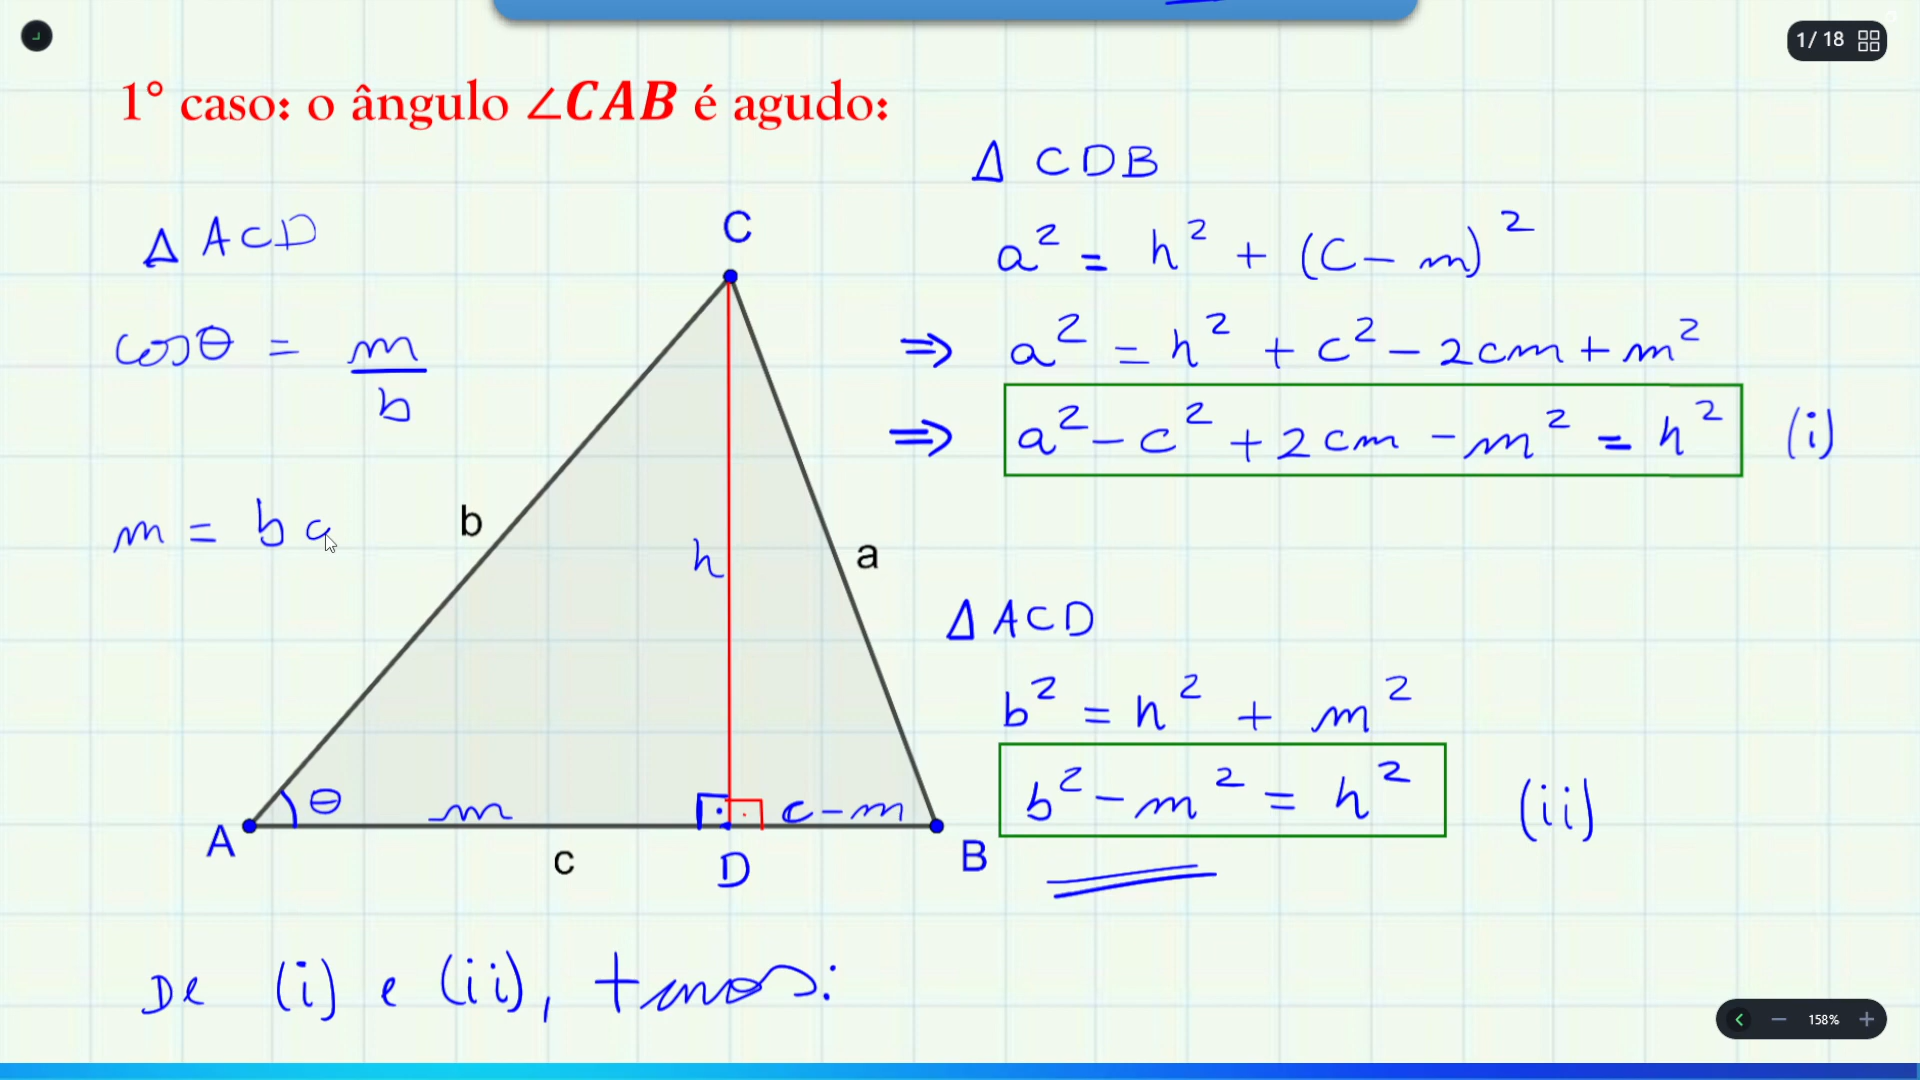 1/ 18
1° caso: o ângulo ∠CAB é agudo:
Δ ACD
cosθ = m/b
m = b c
C
b
h
a
A
θ
m
c-m
B
c
D
Δ CDB
a² = h² + (c - m)²
⇒ a² = h² + c² - 2cm + m²
⇒ a² - c² + 2cm - m² = h² (i)
Δ ACD
b² = h² + m²
b² - m² = h² (ii)
De (i) e (ii), temos:
158%